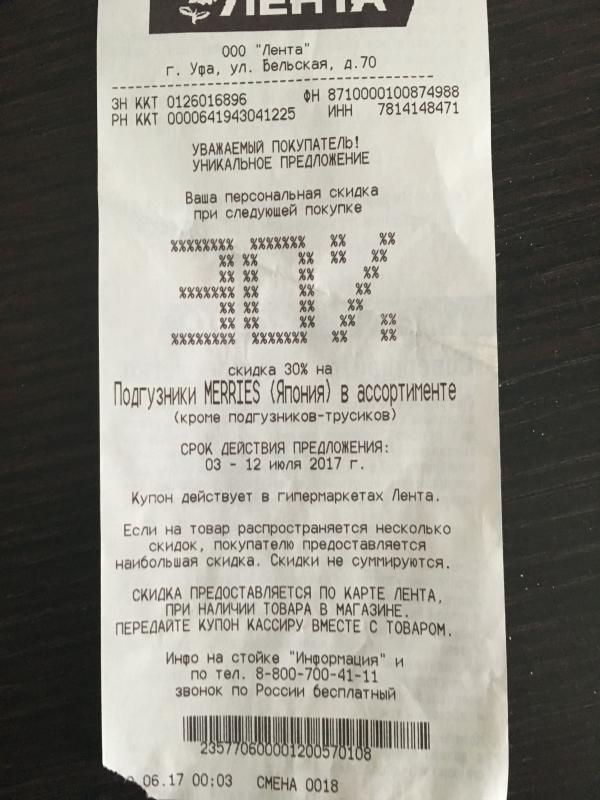 ЛЕНТА
ООО "Лента"
г. Уфа, ул. Бельская, д.70
ЗН ККТ 0126016896 ФН 8710000100874988
РН ККТ 0000641943041225 ИНН 7814148471
УВАЖАЕМЫЙ ПОКУПАТЕЛЬ!
УНИКАЛЬНОЕ ПРЕДЛОЖЕНИЕ
Ваша персональная скидка
при следующей покупке
30%
скидка 30% на
Подгузники MERRIES (Япония) в ассортименте
(кроме подгузников-трусиков)
СРОК ДЕЙСТВИЯ ПРЕДЛОЖЕНИЯ:
03 - 12 июля 2017 г.
Купон действует в гипермаркетах Лента.
Если на товар распространяется несколько
скидок, покупателю предоставляется
наибольшая скидка. Скидки не суммируются.
СКИДКА ПРЕДОСТАВЛЯЕТСЯ ПО КАРТЕ ЛЕНТА,
ПРИ НАЛИЧИИ ТОВАРА В МАГАЗИНЕ.
ПЕРЕДАЙТЕ КУПОН КАССИРУ ВМЕСТЕ С ТОВАРОМ.
Инфо на стойке "Информация" и
по тел. 8-800-700-41-11
звонок по России бесплатный
235770600001200570108
.06.17 00:03 СМЕНА 0018